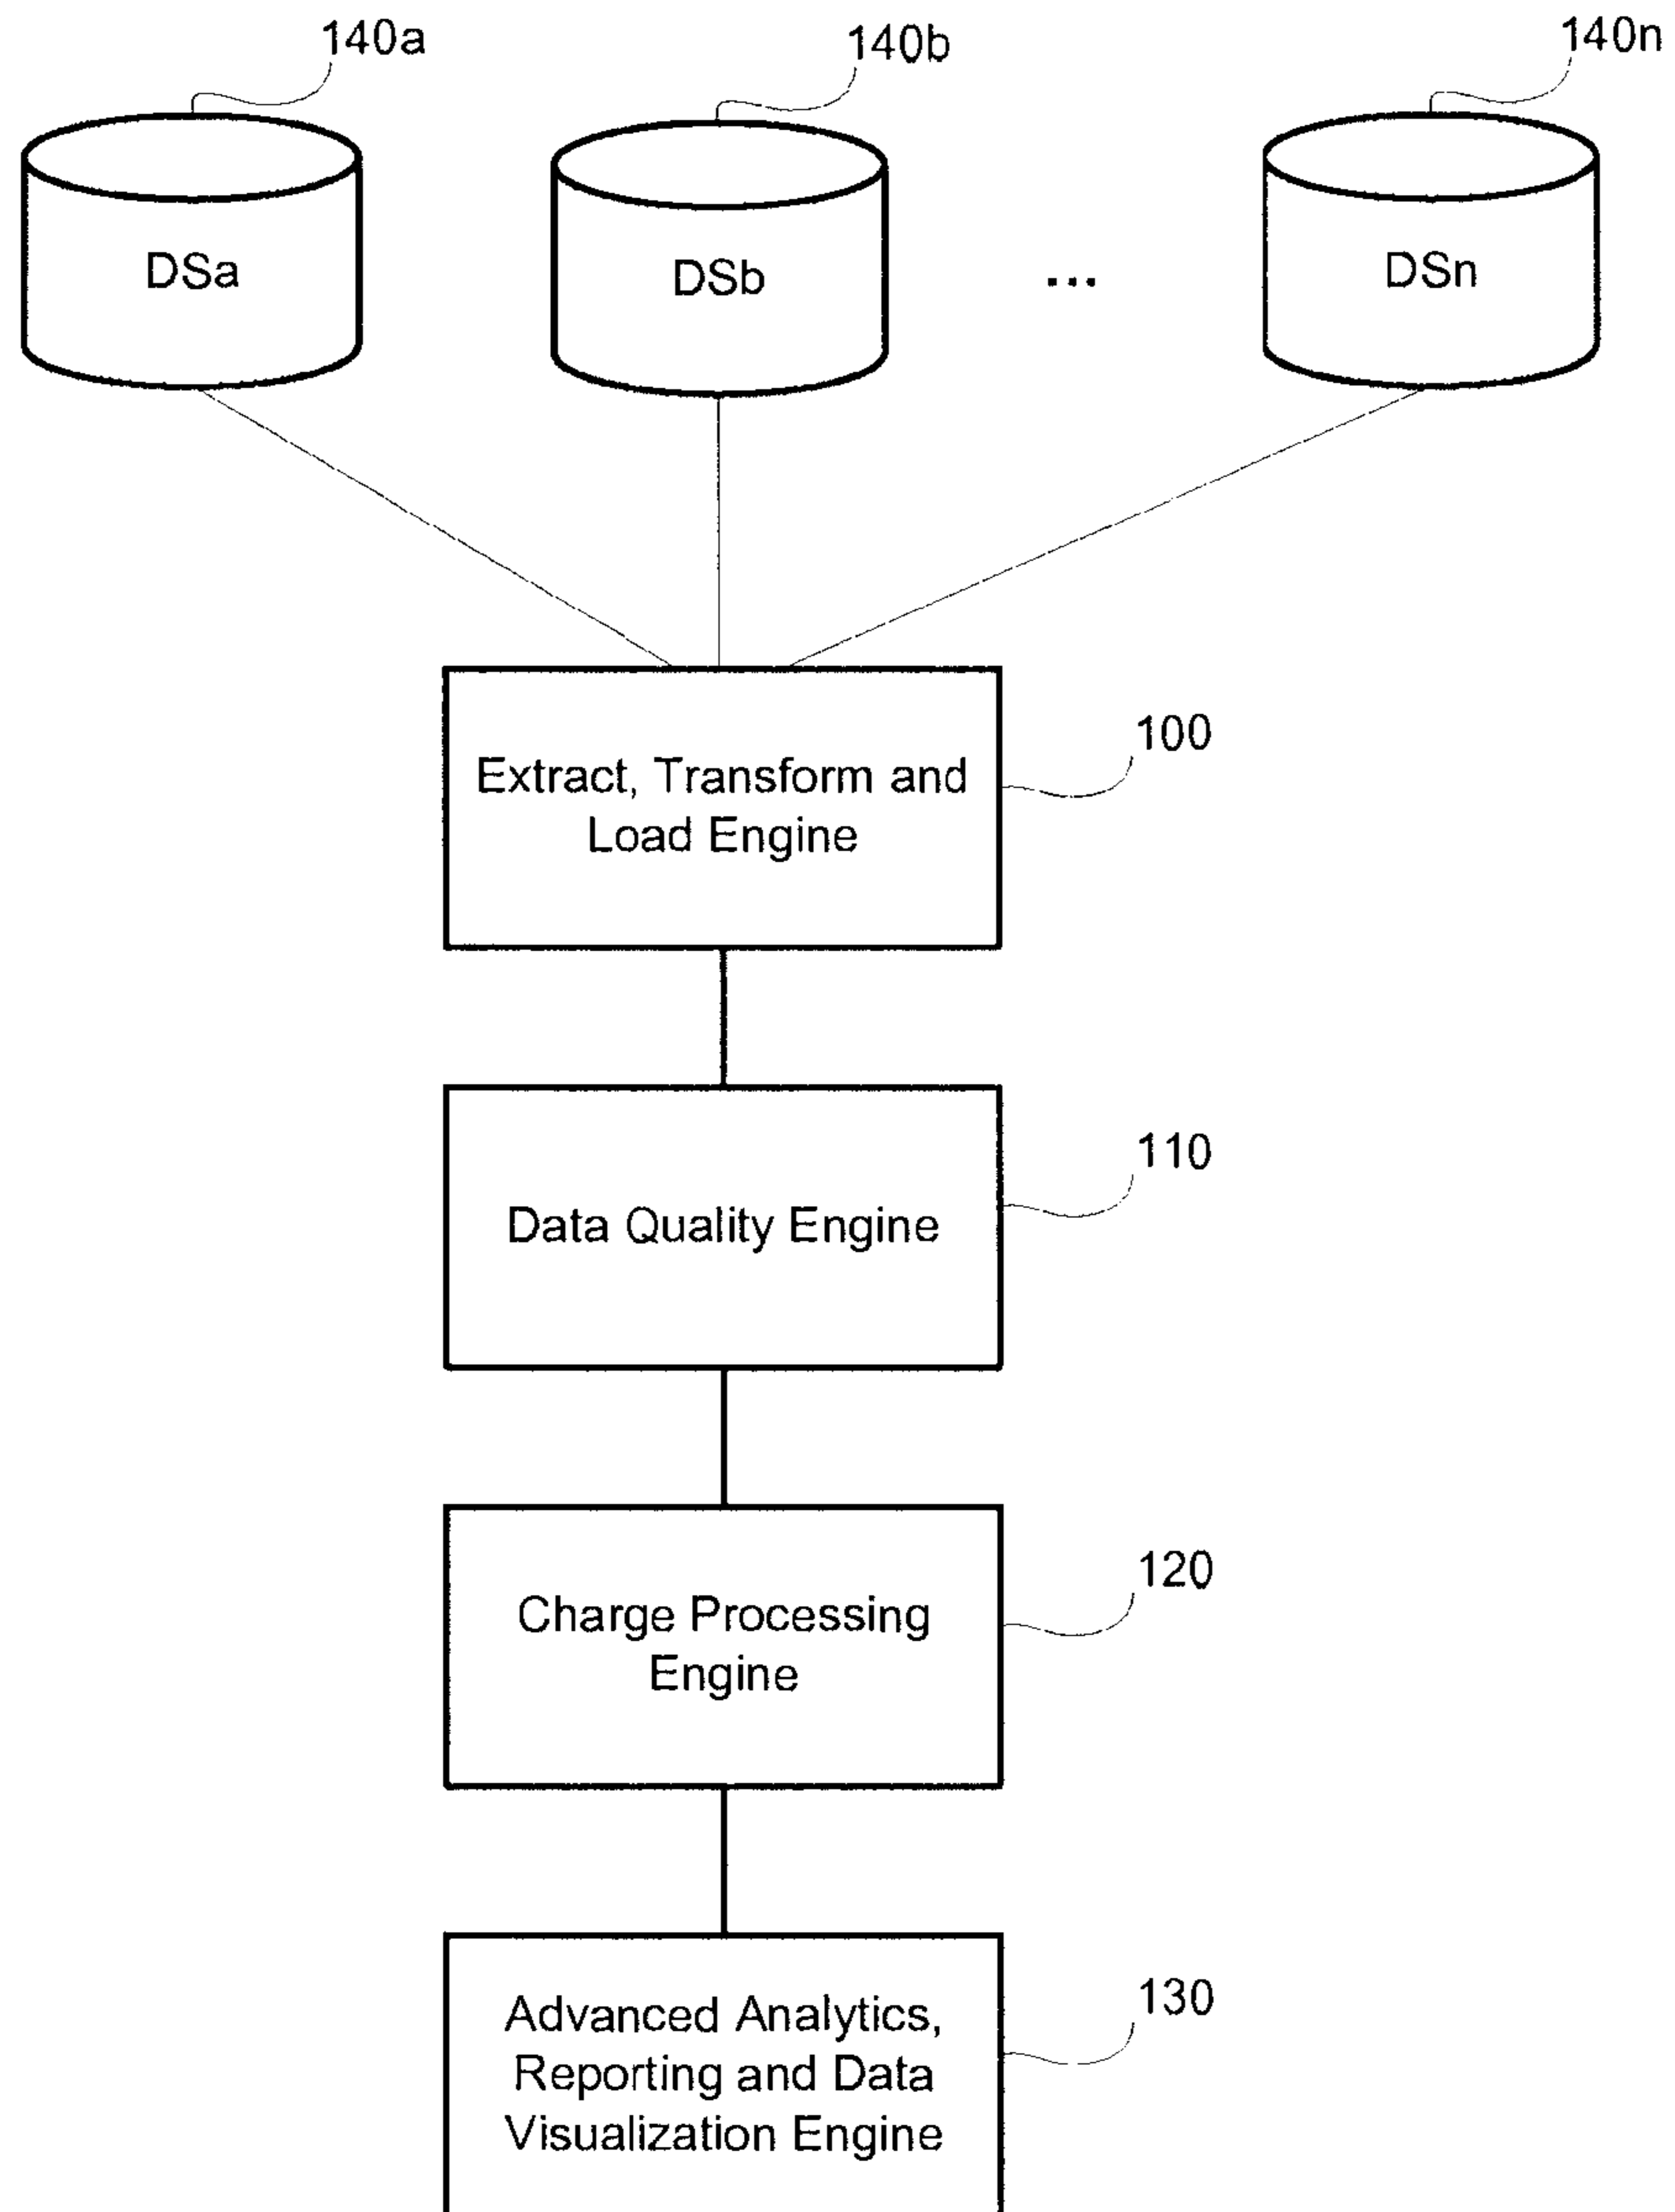 140a
140b
140n
DSa
DSb
...
DSn
100
Extract, Transform and
Load Engine
110
Data Quality Engine
120
Charge Processing
Engine
130
Advanced Analytics,
Reporting and Data
Visualization Engine